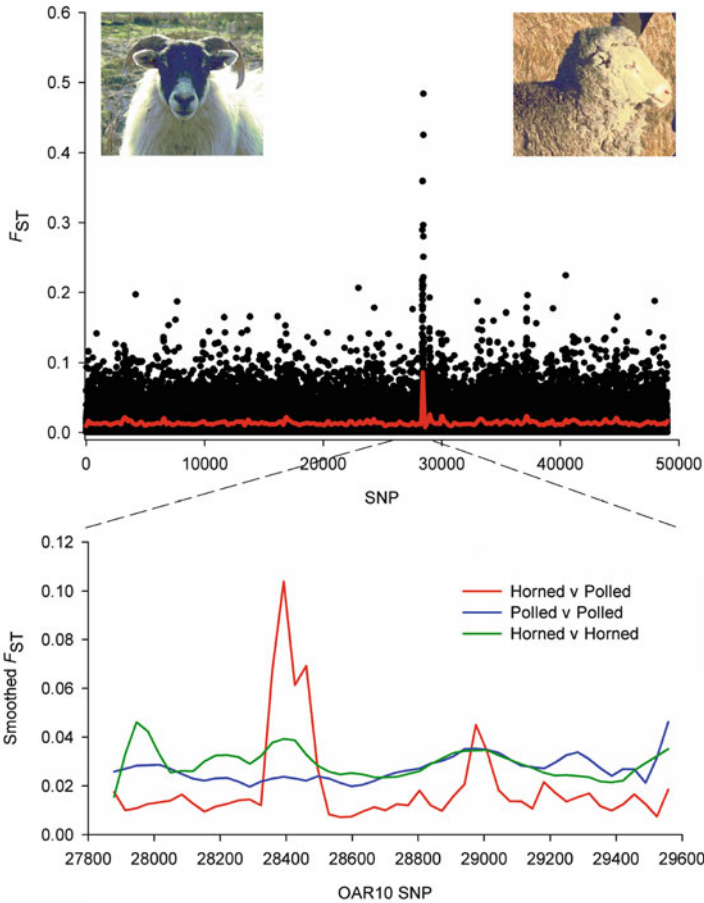 0.6
0.5
0.4
0.3
0.2
0.1
0.0
FST
0 10000 20000 30000 40000 50000
SNP
0.12
0.10
0.08
0.06
0.04
0.02
0.00
Smoothed FST
Horned v Polled
Polled v Polled
Horned v Horned
27800 28000 28200 28400 28600 28800 29000 29200 29400 29600
OAR10 SNP